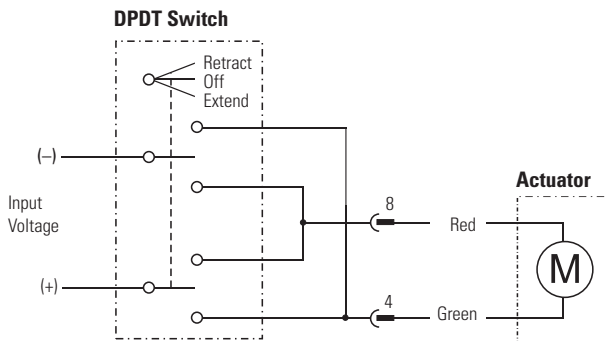 DPDT Switch
Retract
Off
Extend
(–)
Input
Voltage
(+)
8
Red
4
Green
Actuator
M